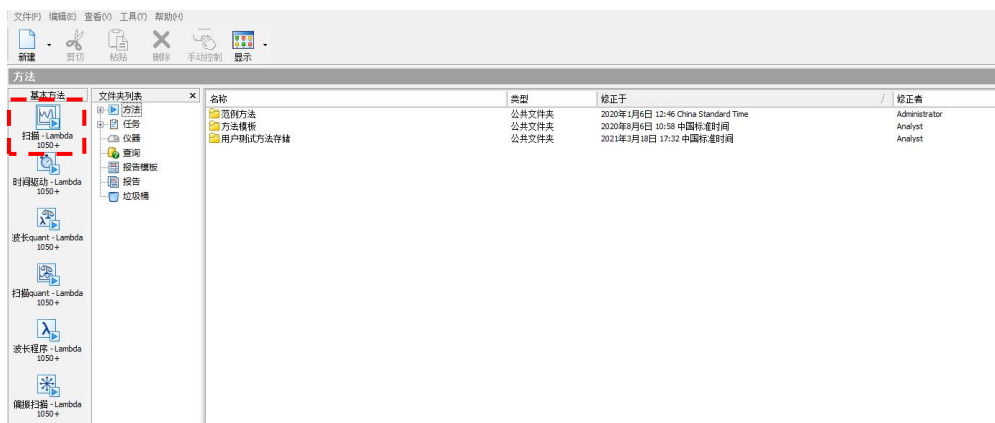 文件(F) 编辑(E) 查看(V) 工具(T) 帮助(H)
新建 剪切 粘贴 删除 手动控制 显示
方法
基本方法
扫描 - Lambda
1050+
时间驱动 - Lambda
1050+
波长quant - Lambda
1050+
扫描quant - Lambda
1050+
波长程序 - Lambda
1050+
偏振扫描 - Lambda
1050+
文件夹列表
方法
任务
仪器
查询
报告模板
报告
垃圾桶
名称 类型 修正于 修正者
范例方法 公共文件夹 2020年1月6日 12:46 China Standard Time Administrator
方法模板 公共文件夹 2020年8月6日 10:58 中国标准时间 Analyst
用户测试方法存储 公共文件夹 2021年3月18日 17:32 中国标准时间 Analyst